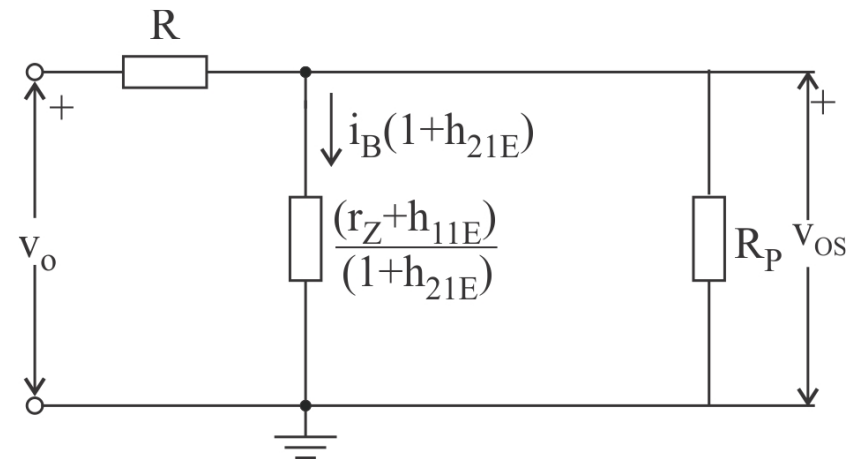 R
+
i_B(1+h_21E)
+
v_o
(r_Z+h_11E)
(1+h_21E)
R_P
v_OS